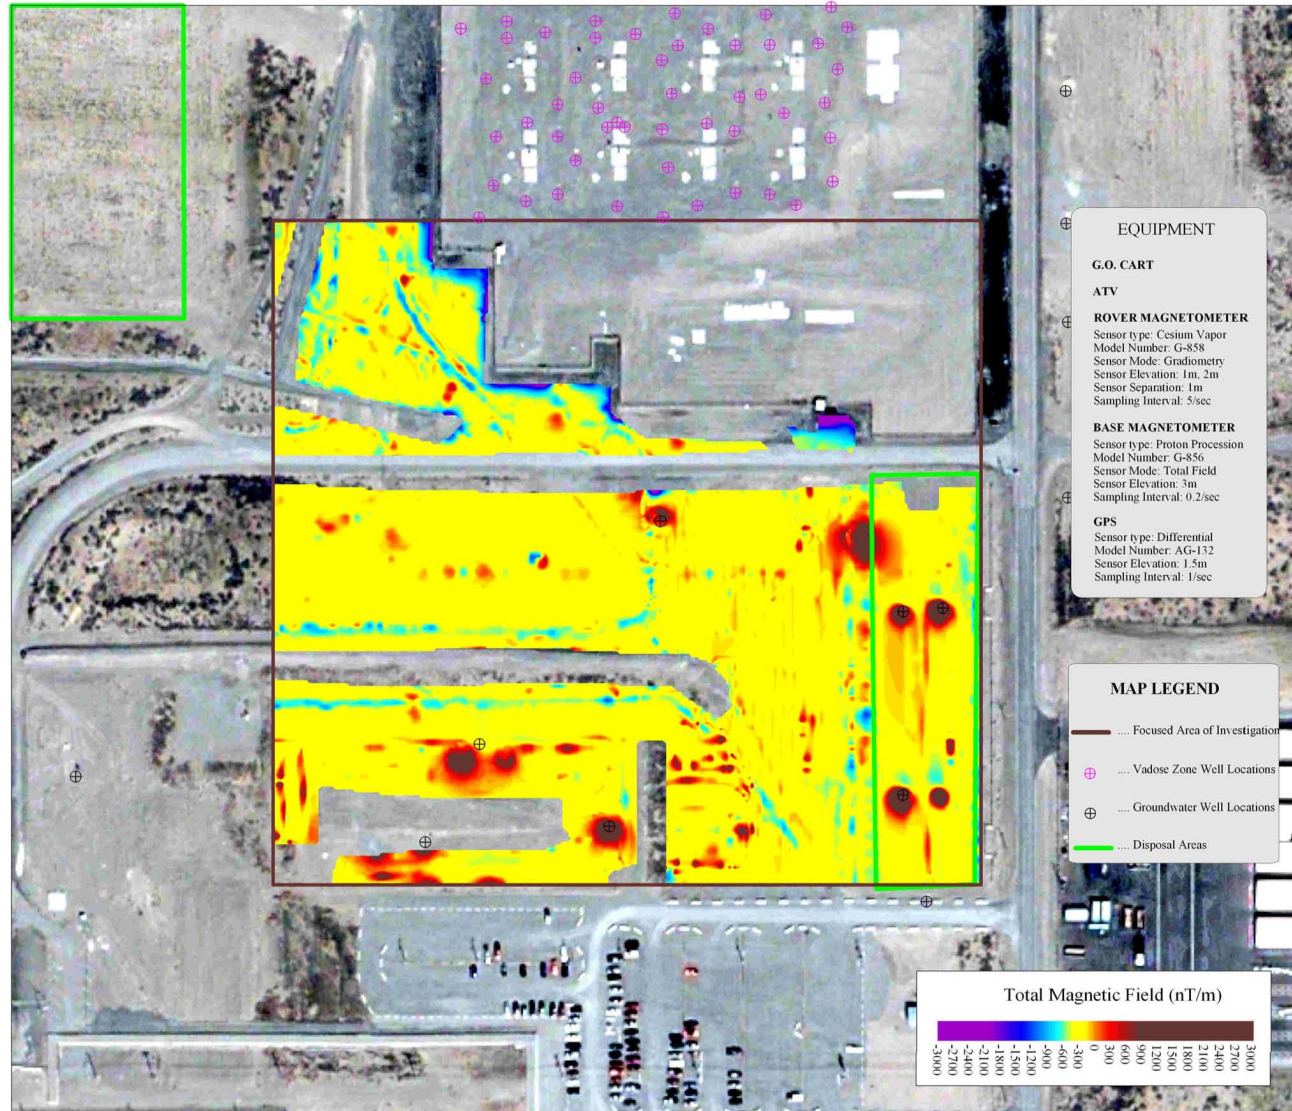 EQUIPMENT
G.O. CART
ATV
ROVER MAGNETOMETER
Sensor type: Cesium Vapor
Model Number: G-858
Sensor Mode: Gradiometry
Sensor Elevation: 1m, 2m
Sensor Separation: 1m
Sampling Interval: 5/sec
BASE MAGNETOMETER
Sensor type: Proton Procession
Model Number: G-856
Sensor Mode: Total Field
Sensor Elevation: 3m
Sampling Interval: 0.2/sec
GPS
Sensor type: Differential
Model Number: AG-132
Sensor Elevation: 1.5m
Sampling Interval: 1/sec
MAP LEGEND
.... Focused Area of Investigation
.... Vadose Zone Well Locations
.... Groundwater Well Locations
.... Disposal Areas
Total Magnetic Field (nT/m)
-3000 -2700 -2400 -2100 -1800 -1500 -1200 -900 -600 -300 0 300 600 900 1200 1500 1800 2100 2400 2700 3000